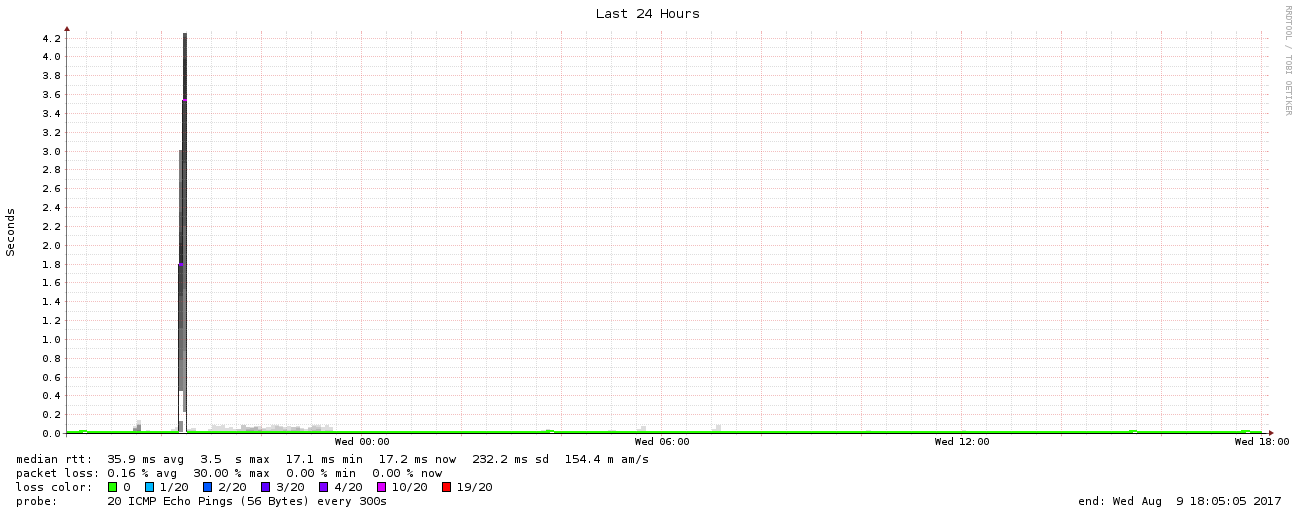 Last 24 Hours
RRDTOOL / TOBI OETIKER
Seconds
4.2
4.0
3.8
3.6
3.4
3.2
3.0
2.8
2.6
2.4
2.2
2.0
1.8
1.6
1.4
1.2
1.0
0.8
0.6
0.4
0.2
0.0
Wed 00:00 Wed 06:00 Wed 12:00 Wed 18:00
median rtt: 35.9 ms avg 3.5 s max 17.1 ms min 17.2 ms now 232.2 ms sd 154.4 m am/s
packet loss: 0.16 % avg 30.00 % max 0.00 % min 0.00 % now
loss color: 0 1/20 2/20 3/20 4/20 10/20 19/20
probe: 20 ICMP Echo Pings (56 Bytes) every 300s end: Wed Aug 9 18:05:05 2017